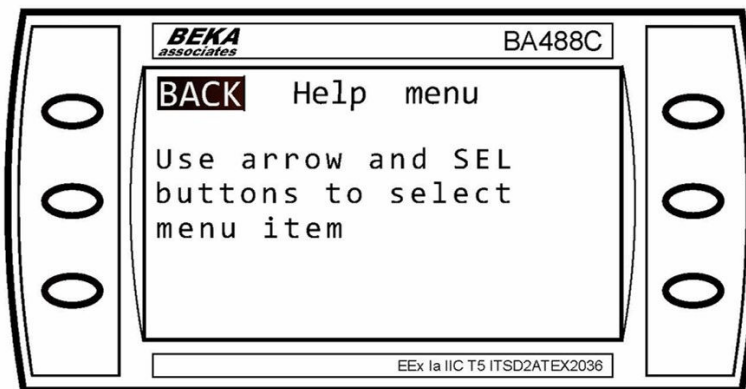 BEKA
associates
BA488C
BACK Help menu
Use arrow and SEL
buttons to select
menu item
EEx Ia IIC T5 ITSD2ATEX2036